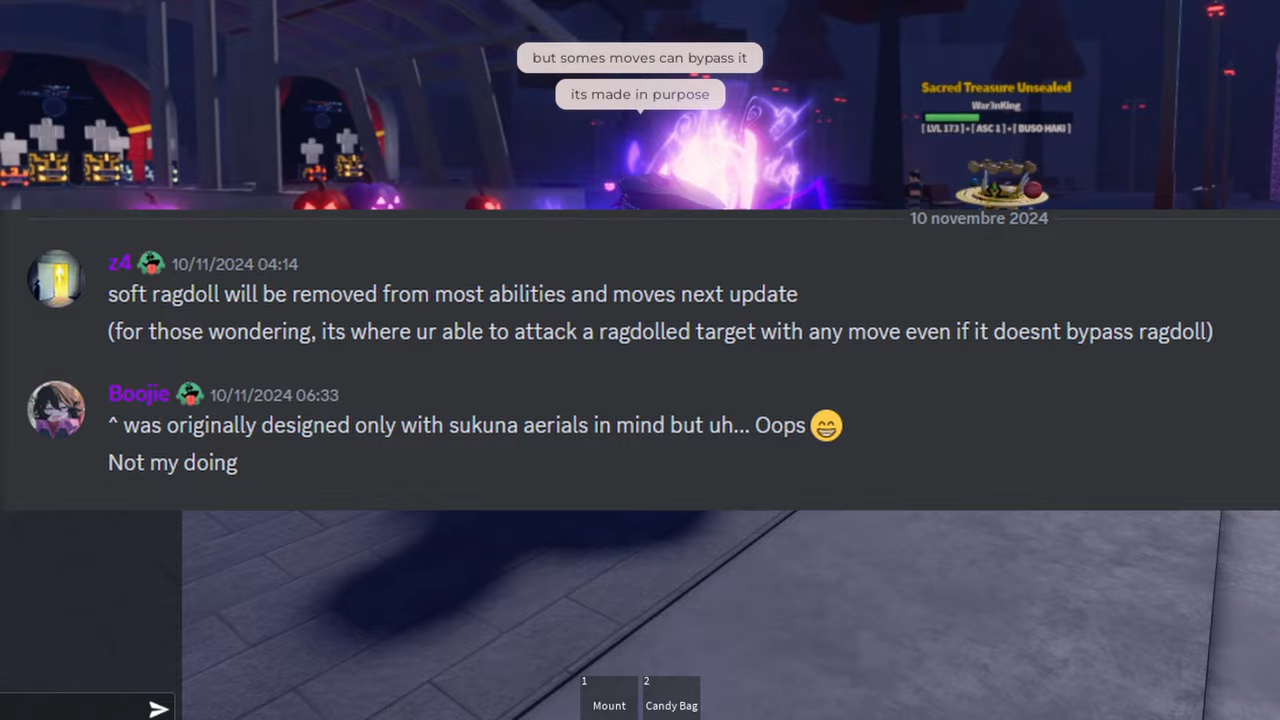 but somes moves can bypass it
its made in purpose
Sacred Treasure Unsealed
War3nKing
[ LVL 173 ] • [ ASC 1 ] • [ BUSO HAKI ]
10 novembre 2024
z4 10/11/2024 04:14
soft ragdoll will be removed from most abilities and moves next update
(for those wondering, its where ur able to attack a ragdolled target with any move even if it doesnt bypass ragdoll)
Boojie 10/11/2024 06:33
^ was originally designed only with sukuna aerials in mind but uh... Oops 😁
Not my doing
1 2
Mount Candy Bag